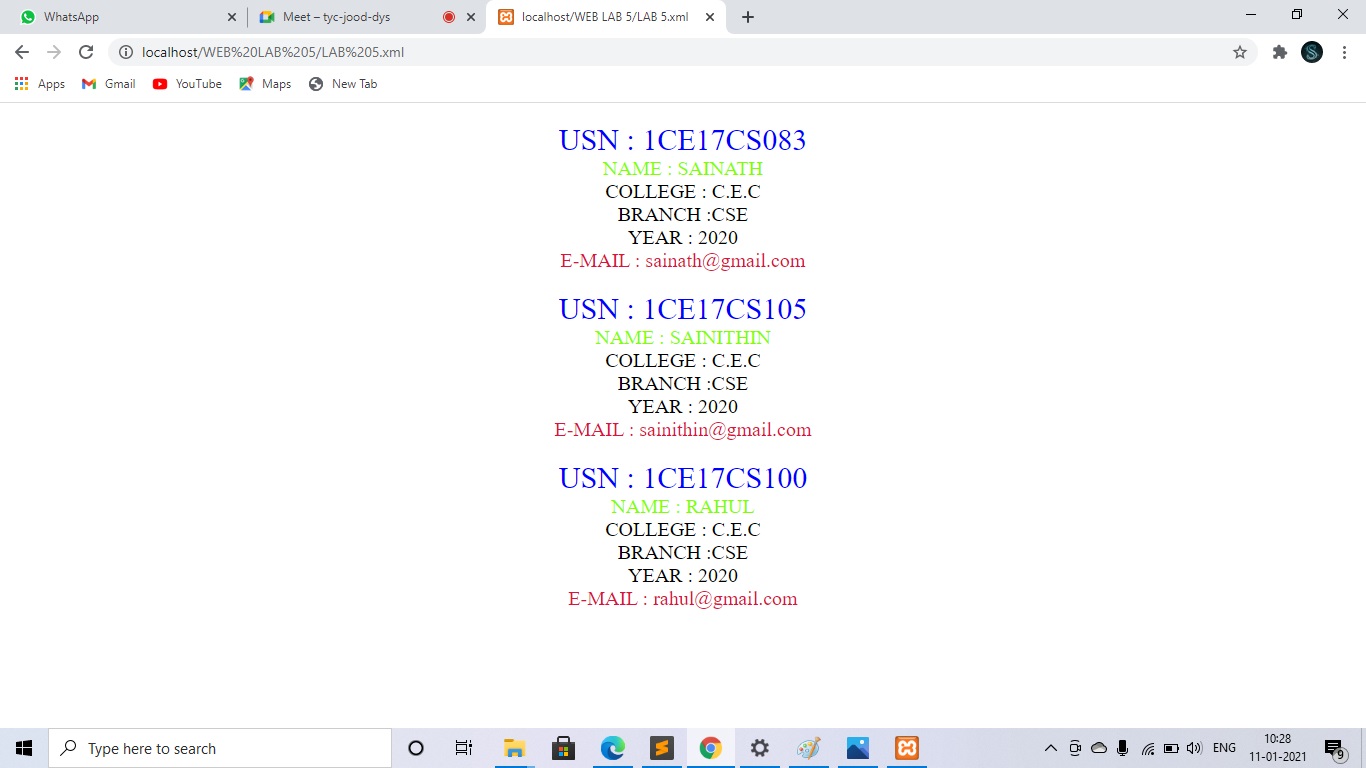 WhatsApp
Meet – tyc-jood-dys
localhost/WEB LAB 5/LAB 5.xml
localhost/WEB%20LAB%205/LAB%205.xml
Apps
Gmail
YouTube
Maps
New Tab
USN : 1CE17CS083
NAME : SAINATH
COLLEGE : C.E.C
BRANCH :CSE
YEAR : 2020
E-MAIL : sainath@gmail.com
USN : 1CE17CS105
NAME : SAINITHIN
COLLEGE : C.E.C
BRANCH :CSE
YEAR : 2020
E-MAIL : sainithin@gmail.com
USN : 1CE17CS100
NAME : RAHUL
COLLEGE : C.E.C
BRANCH :CSE
YEAR : 2020
E-MAIL : rahul@gmail.com
Type here to search
ENG
10:28
11-01-2021
9